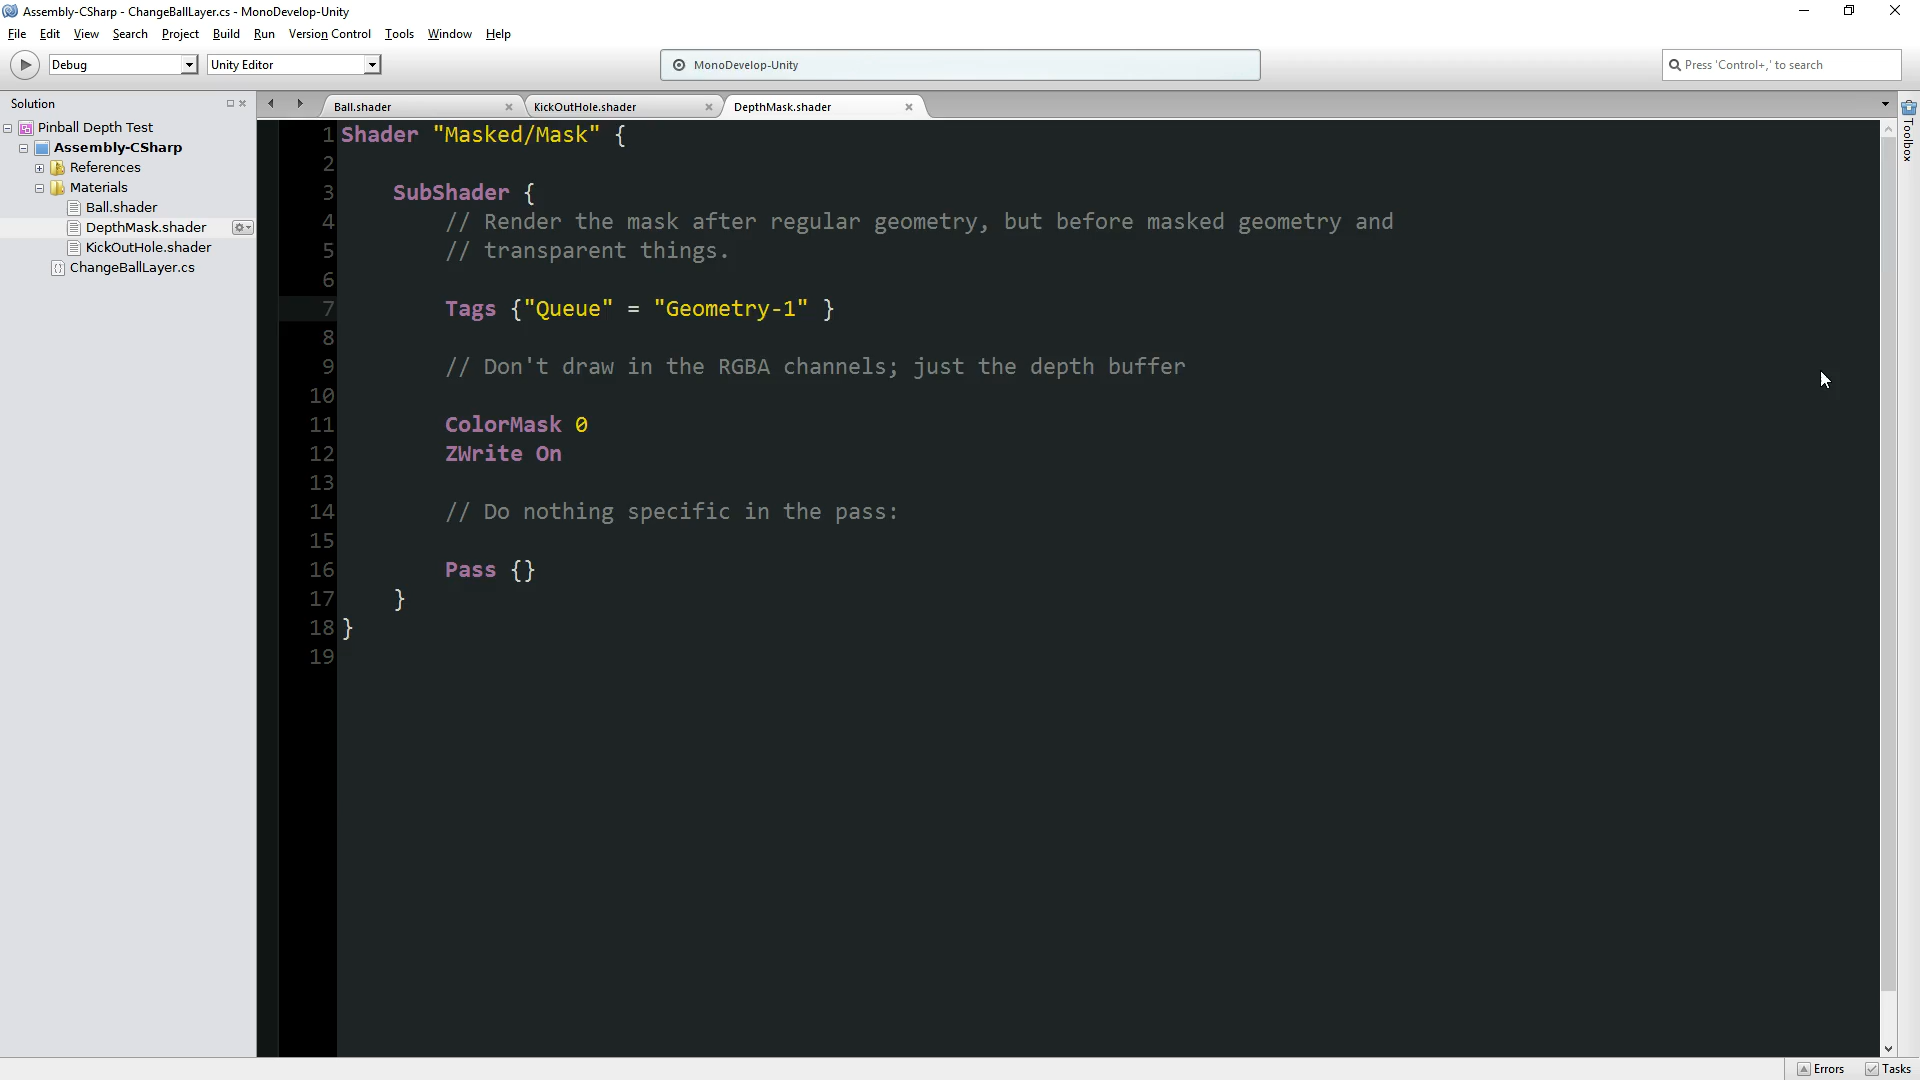 Assembly-CSharp - ChangeBallLayer.cs - MonoDevelop-Unity
File Edit View Search Project Build Run Version Control Tools Window Help
Debug Unity Editor MonoDevelop-Unity Press 'Control+,' to search
Solution
Pinball Depth Test
Assembly-CSharp
References
Materials
Ball.shader
DepthMask.shader
KickOutHole.shader
ChangeBallLayer.cs
Ball.shader KickOutHole.shader DepthMask.shader
1 Shader "Masked/Mask" {
2
3 SubShader {
4 // Render the mask after regular geometry, but before masked geometry and
5 // transparent things.
6
7 Tags {"Queue" = "Geometry-1" }
8
9 // Don't draw in the RGBA channels; just the depth buffer
10
11 ColorMask 0
12 ZWrite On
13
14 // Do nothing specific in the pass:
15
16 Pass {}
17 }
18 }
19
Toolbox
Errors Tasks